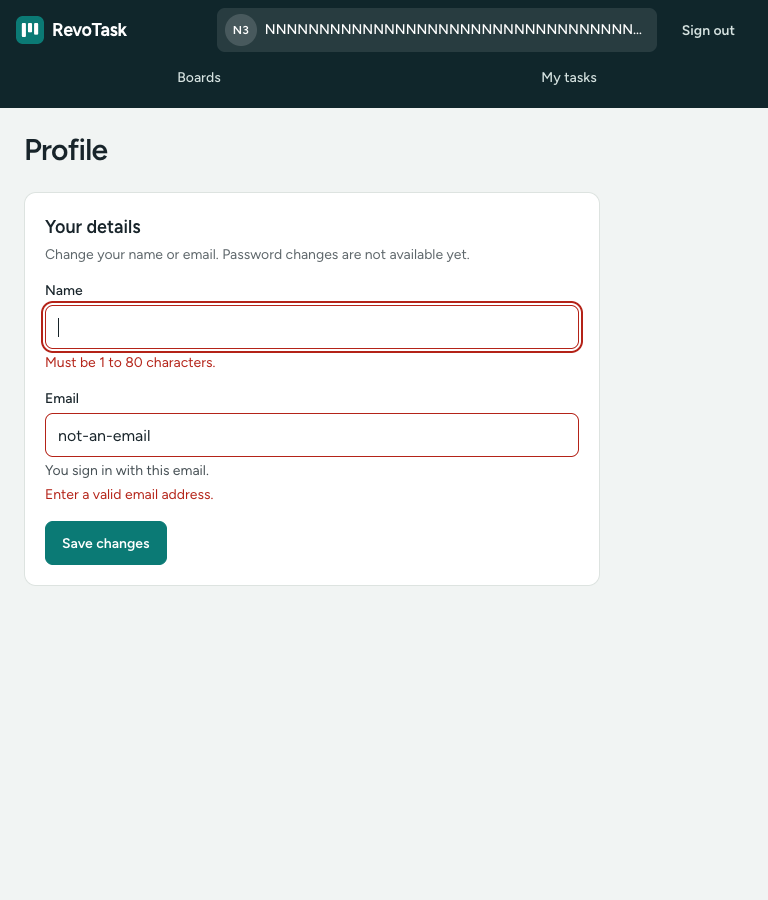 RevoTask
N3 NNNNNNNNNNNNNNNNNNNNNNNNNNNNNNNNNN...
Sign out
Boards
My tasks
Profile
Your details
Change your name or email. Password changes are not available yet.
Name
Must be 1 to 80 characters.
Email
not-an-email
You sign in with this email.
Enter a valid email address.
Save changes